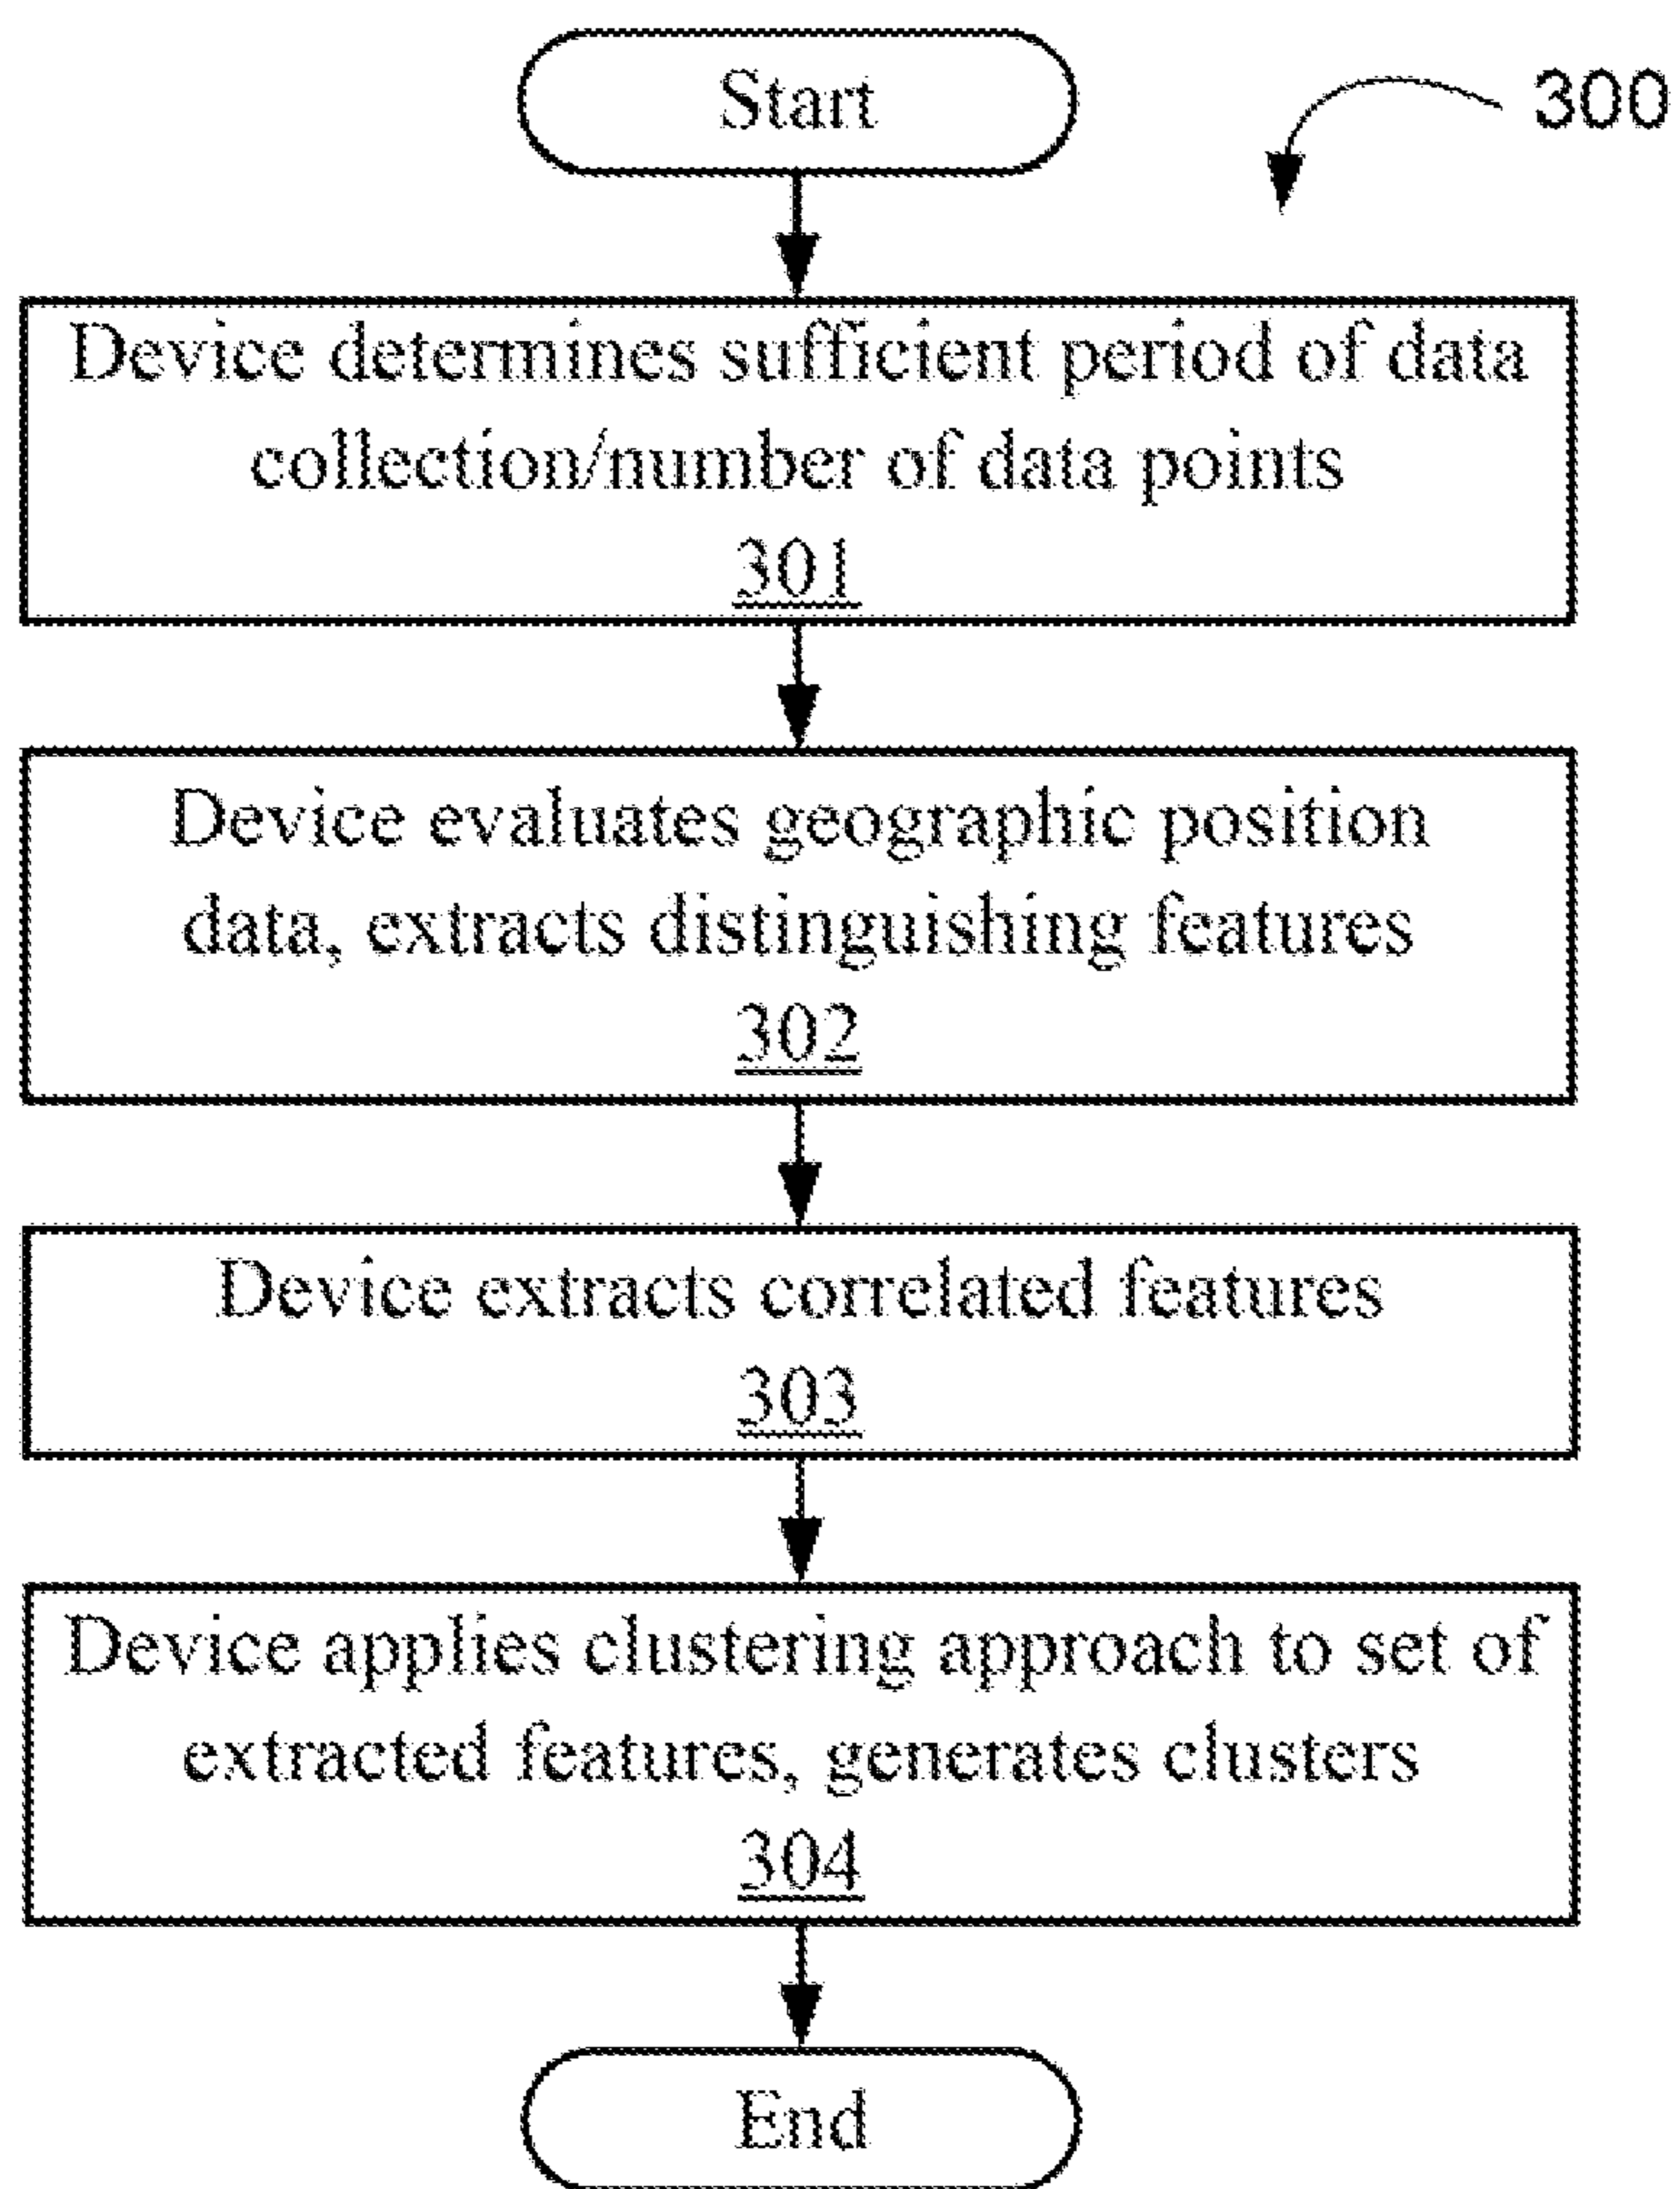 Start
300
Device determines sufficient period of data
collection/number of data points
301
Device evaluates geographic position
data, extracts distinguishing features
302
Device extracts correlated features
303
Device applies clustering approach to set of
extracted features, generates clusters
304
End